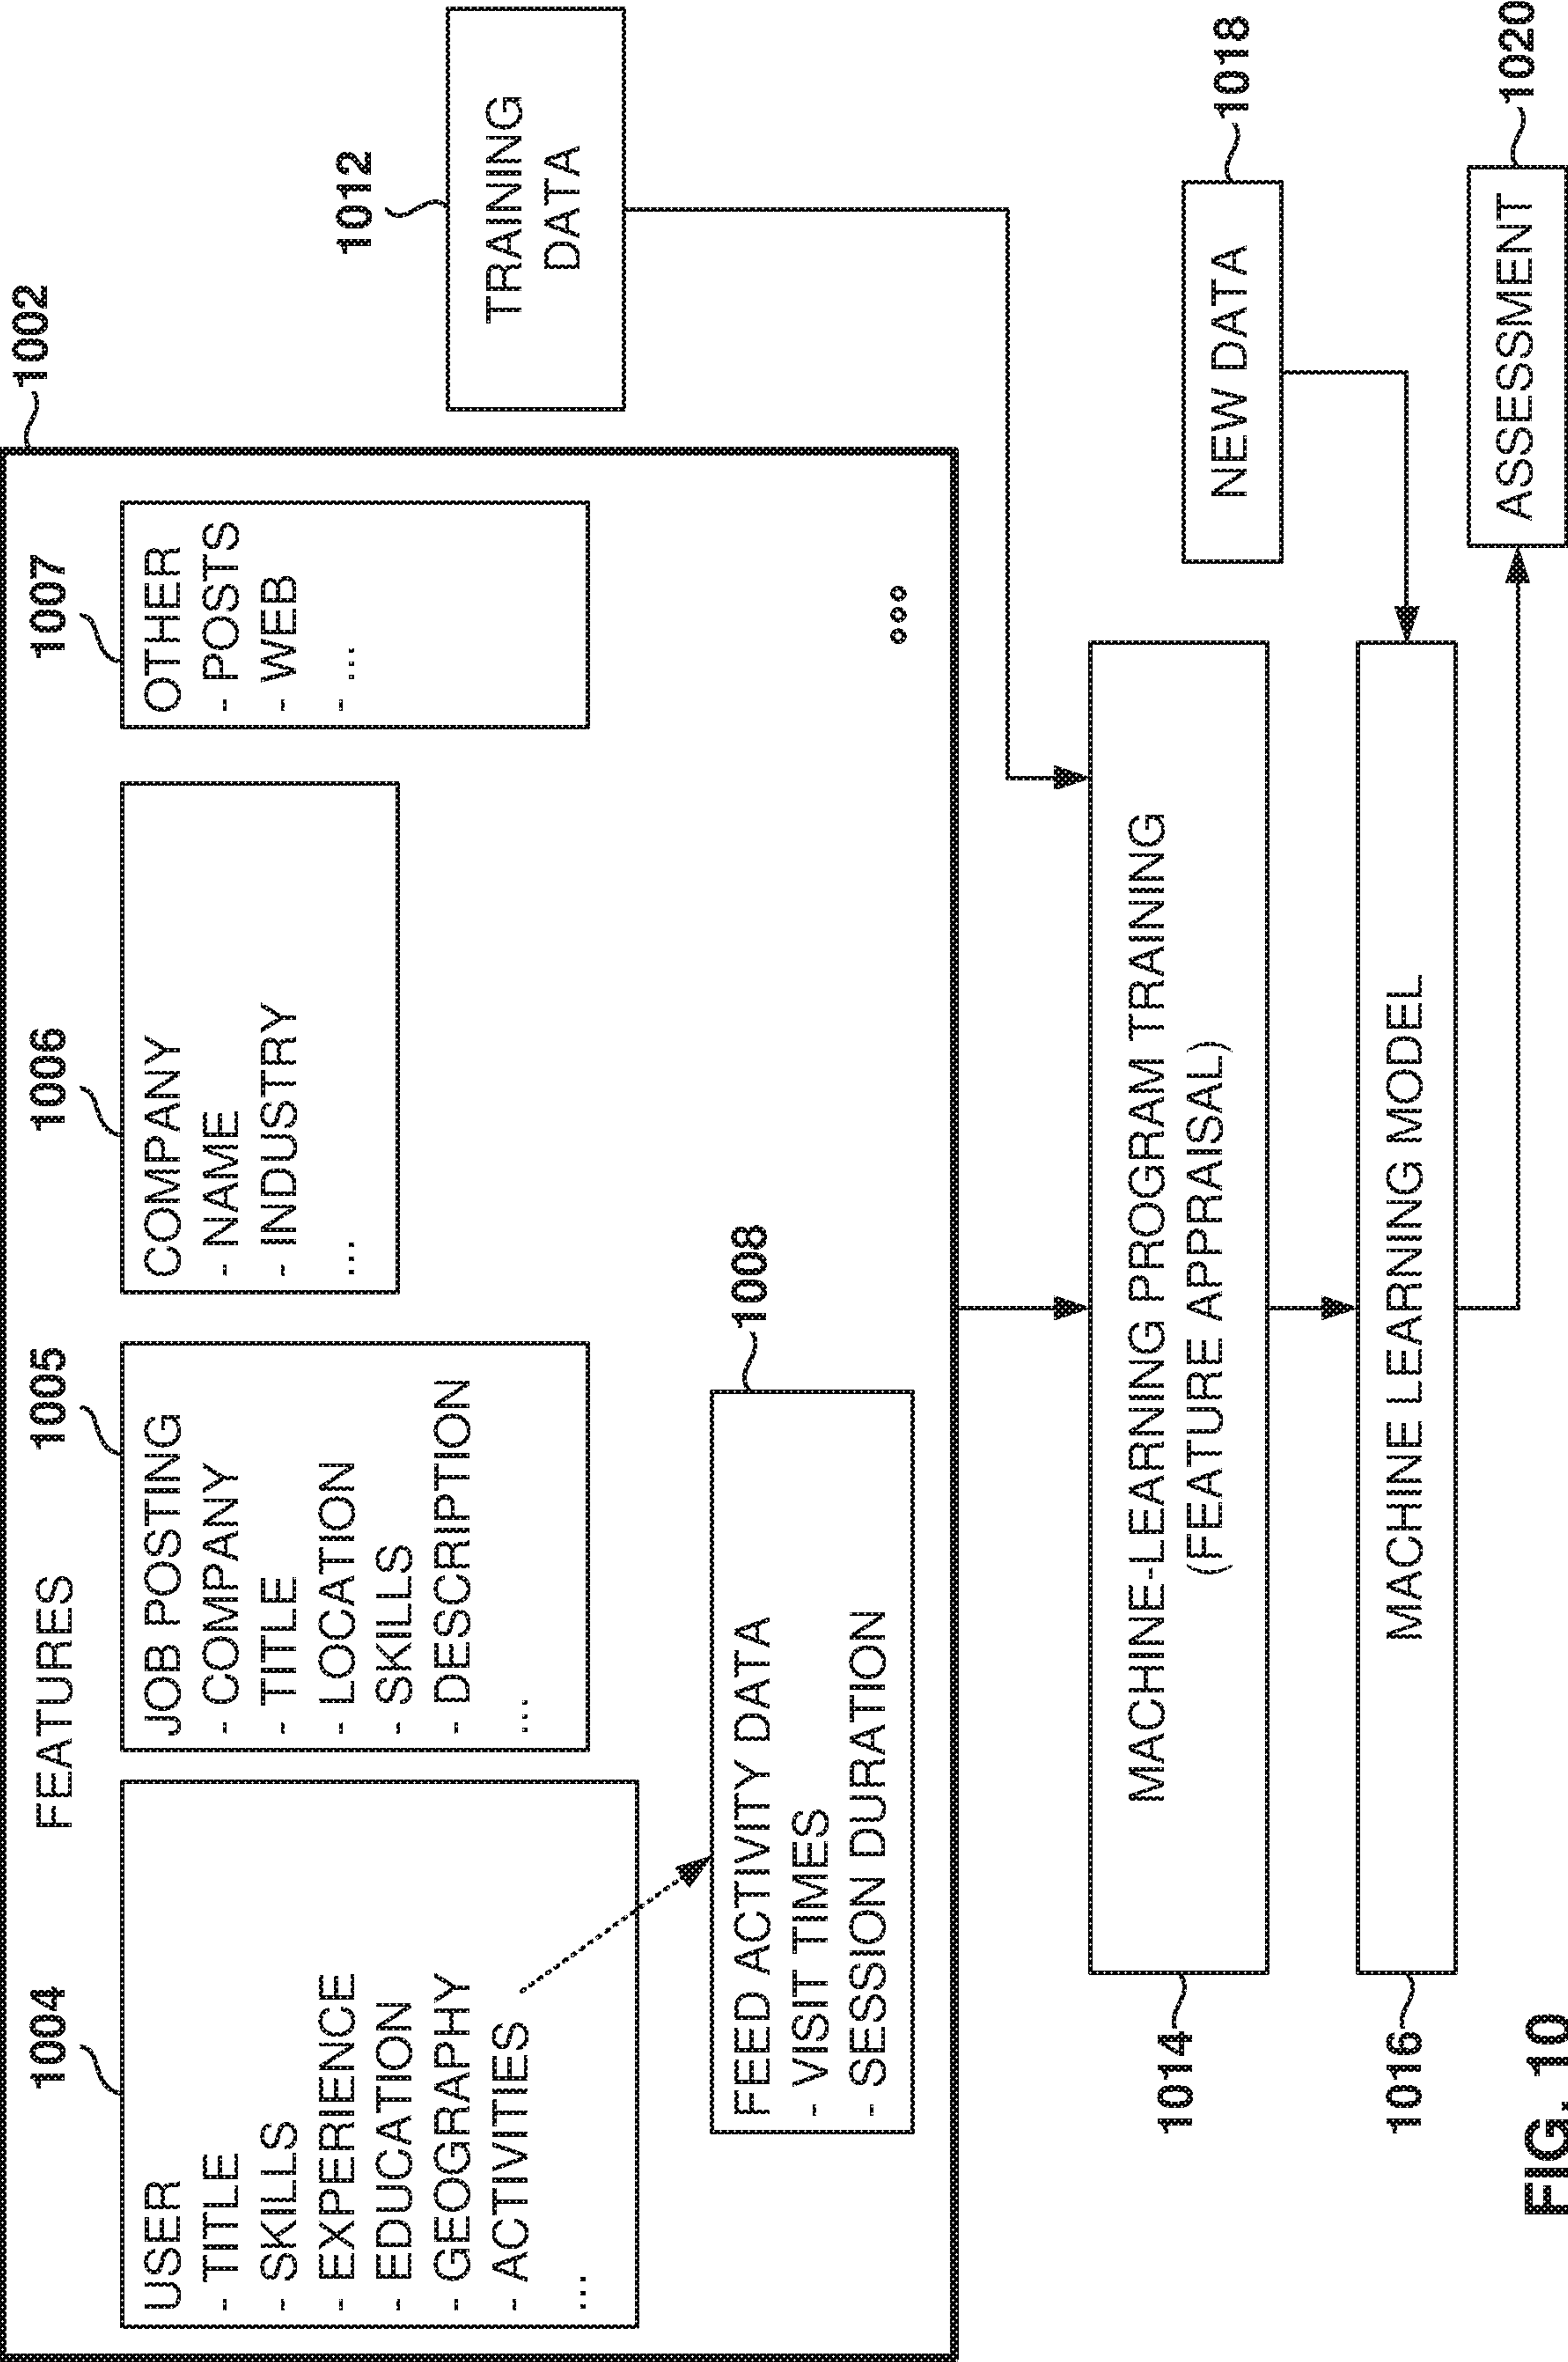 1002
FEATURES
1004
USER
- TITLE
- SKILLS
- EXPERIENCE
- EDUCATION
- GEOGRAPHY
- ACTIVITIES
...
1005
JOB POSTING
- COMPANY
- TITLE
- LOCATION
- SKILLS
- DESCRIPTION
...
1006
COMPANY
- NAME
- INDUSTRY
...
1007
OTHER
- POSTS
- WEB
- ...
1008
FEED ACTIVITY DATA
- VISIT TIMES
- SESSION DURATION
1012
TRAINING
DATA
1014
MACHINE-LEARNING PROGRAM TRAINING
(FEATURE APPRAISAL)
1018
NEW DATA
1016
MACHINE LEARNING MODEL
1020
ASSESSMENT
FIG. 10